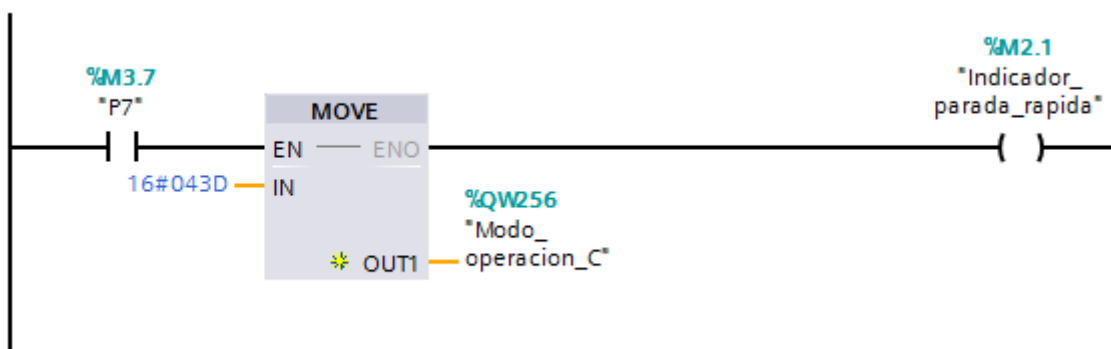 %M3.7
"P7"
MOVE
EN
ENO
16#043D
IN
OUT1
%QW256
"Modo_
operacion_C"
%M2.1
"Indicador_
parada_rapida"